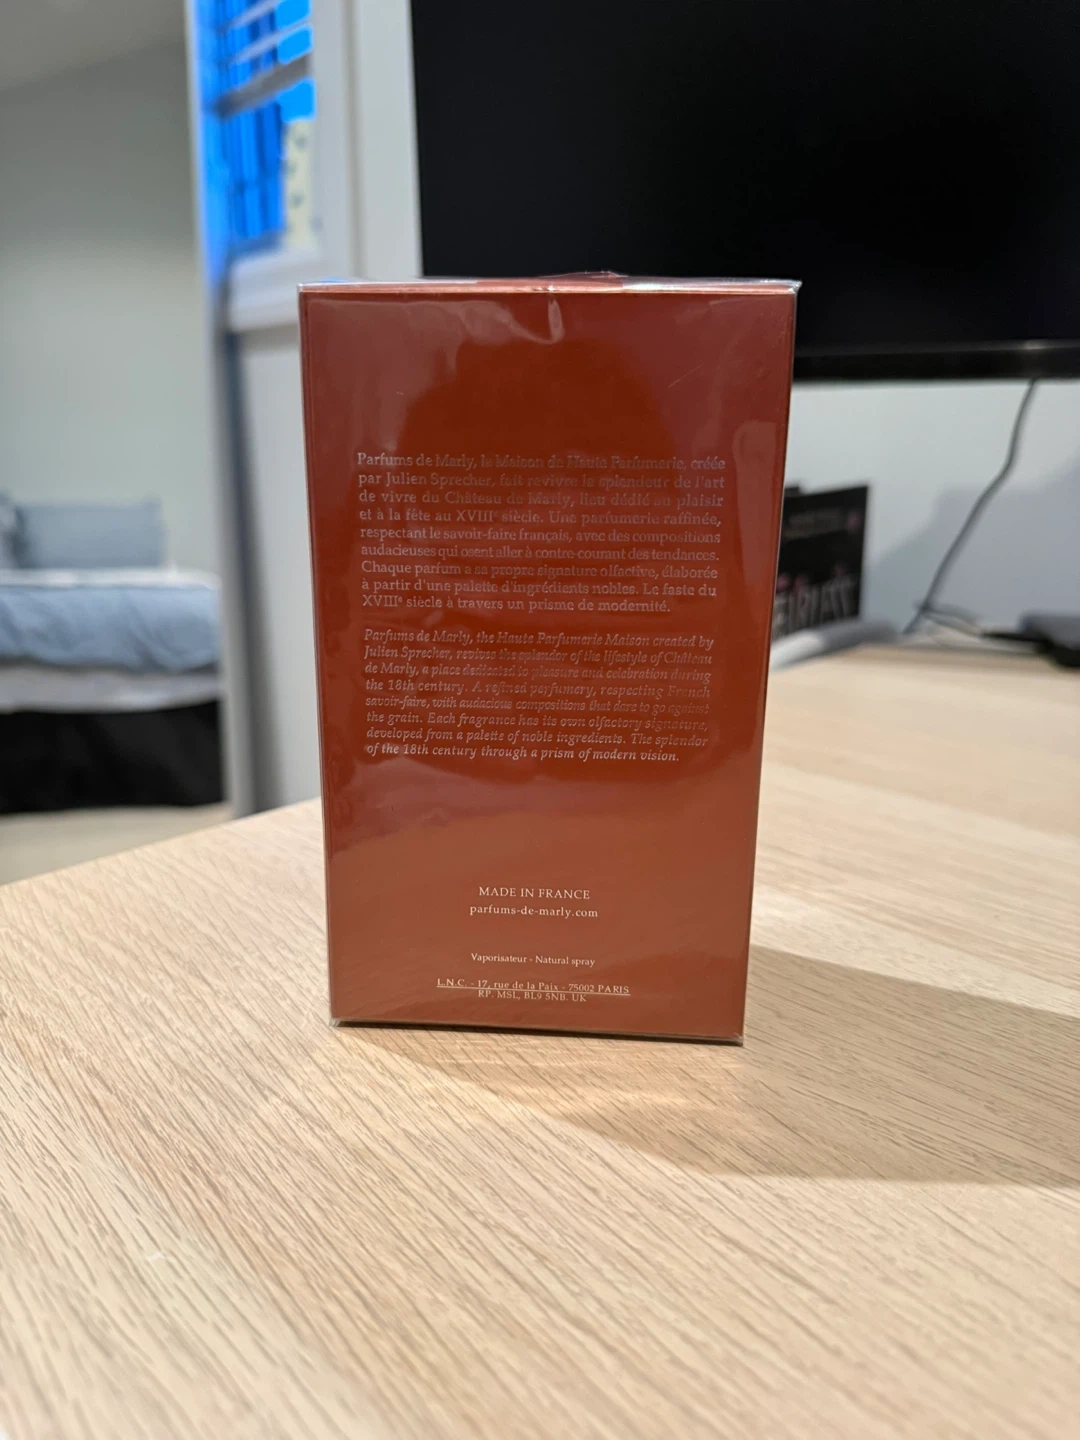 Parfums de Marly, la Maison de Haute Parfumerie, créée
par Julien Sprecher, fait revivre la splendeur de l'art
de vivre du Château de Marly, lieu dédié au plaisir
et à la fête au XVIIIᵉ siècle. Une parfumerie raffinée,
respectant le savoir-faire français, avec des compositions
audacieuses qui osent aller à contre-courant des tendances.
Chaque parfum a sa propre signature olfactive, élaborée
à partir d'une palette d'ingrédients nobles. Le faste du
XVIIIᵉ siècle à travers un prisme de modernité.
Parfums de Marly, the Haute Parfumerie Maison created by
Julien Sprecher, revives the splendor of the lifestyle of Château
de Marly, a place dedicated to pleasure and celebration during
the 18th century. A refined perfumery, respecting French
savoir-faire, with audacious compositions that dare to go against
the grain. Each fragrance has its own olfactory signature,
developed from a palette of noble ingredients. The splendor
of the 18th century through a prism of modern vision.
MADE IN FRANCE
parfums-de-marly.com
Vaporisateur - Natural spray
L.N.C. - 17, rue de la Paix - 75002 PARIS
RP. MSL, BL9 5NB. UK